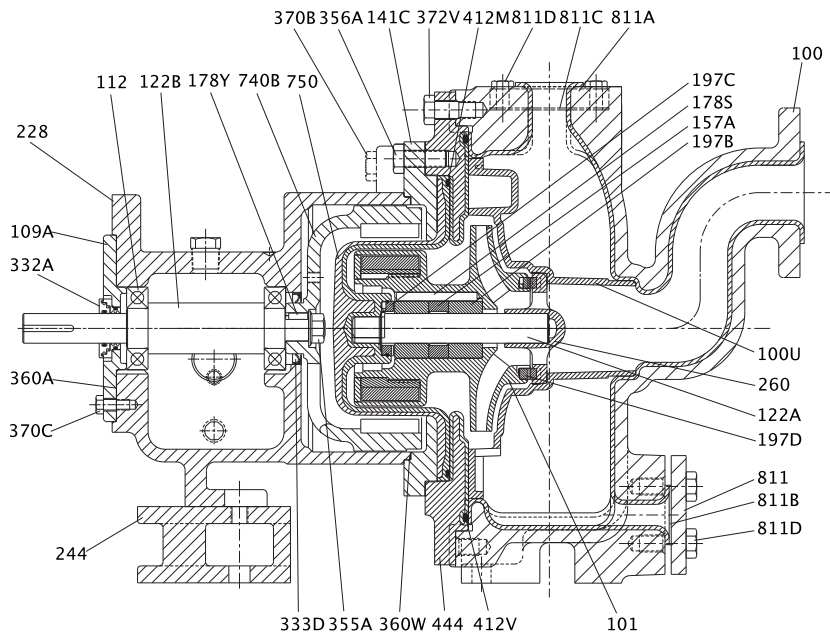 370B 356A 141C 372V 412M 811D 811C 811A
112 122B 178Y 740B 750
100
197C
178S
157A
197B
228
109A
332A
360A
370C
244
100U
260
122A
197D
811
811B
811D
333D 355A 360W 444 412V 101